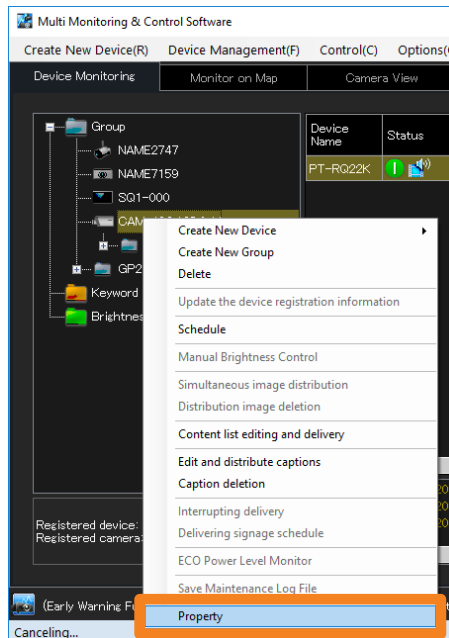 Multi Monitoring & Control Software
Create New Device(R) Device Management(F) Control(C) Options(
Device Monitoring Monitor on Map Camera View
Group
NAME2747
NAME7159
SQ1-000
CAM
GP2
Keyword
Brightnes
Device Name Status
PT-RQ22K
Create New Device
Create New Group
Delete
Update the device registration information
Schedule
Manual Brightness Control
Simultaneous image distribution
Distribution image deletion
Content list editing and delivery
Edit and distribute captions
Caption deletion
Interrupting delivery
Delivering signage schedule
ECO Power Level Monitor
Save Maintenance Log File
Property
Registered device:
Registered camera:
(Early Warning Fu
Canceling...